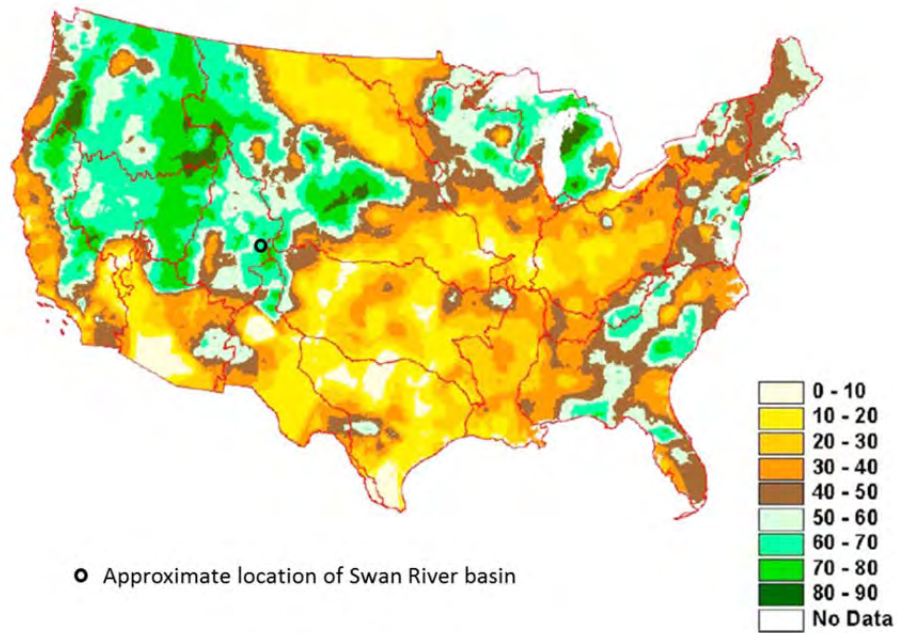 0 - 10
10 - 20
20 - 30
30 - 40
40 - 50
50 - 60
60 - 70
70 - 80
80 - 90
No Data
Approximate location of Swan River basin